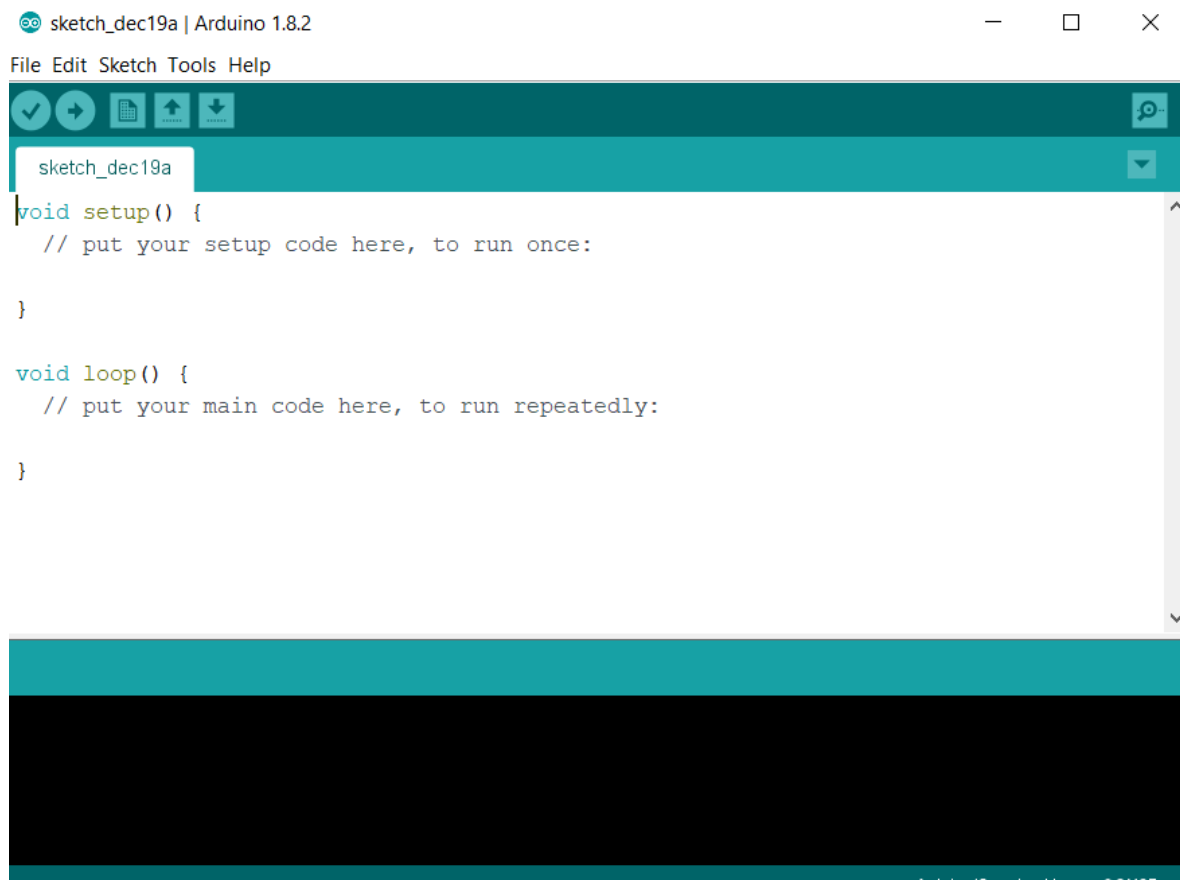 sketch_dec19a | Arduino 1.8.2
File Edit Sketch Tools Help
sketch_dec19a
void setup() {
  // put your setup code here, to run once:
}
void loop() {
  // put your main code here, to run repeatedly:
}